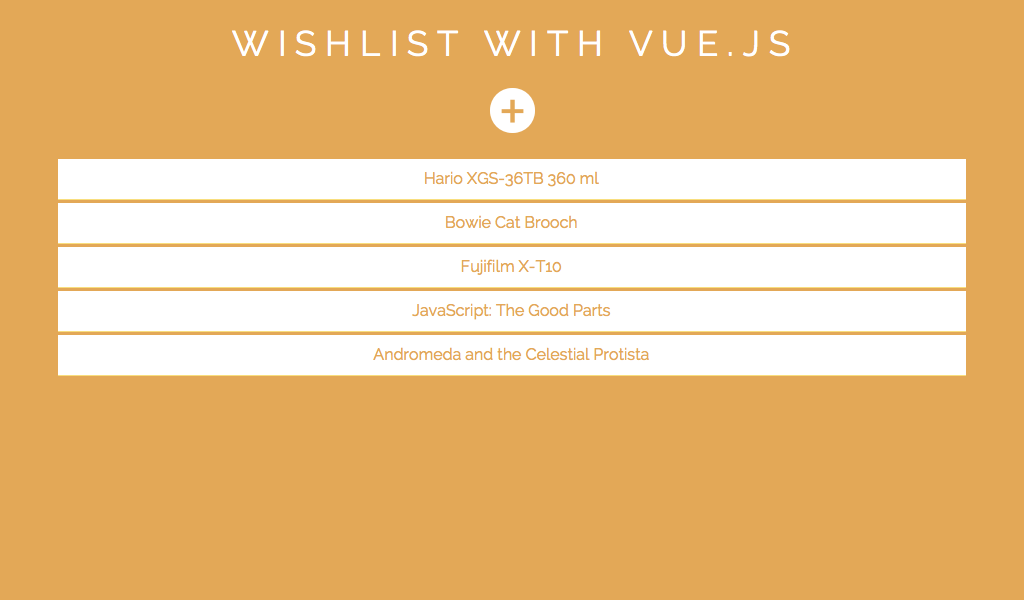 WISHLIST WITH VUE.JS
Hario XGS-36TB 360 ml
Bowie Cat Brooch
Fujifilm X-T10
JavaScript: The Good Parts
Andromeda and the Celestial Protista